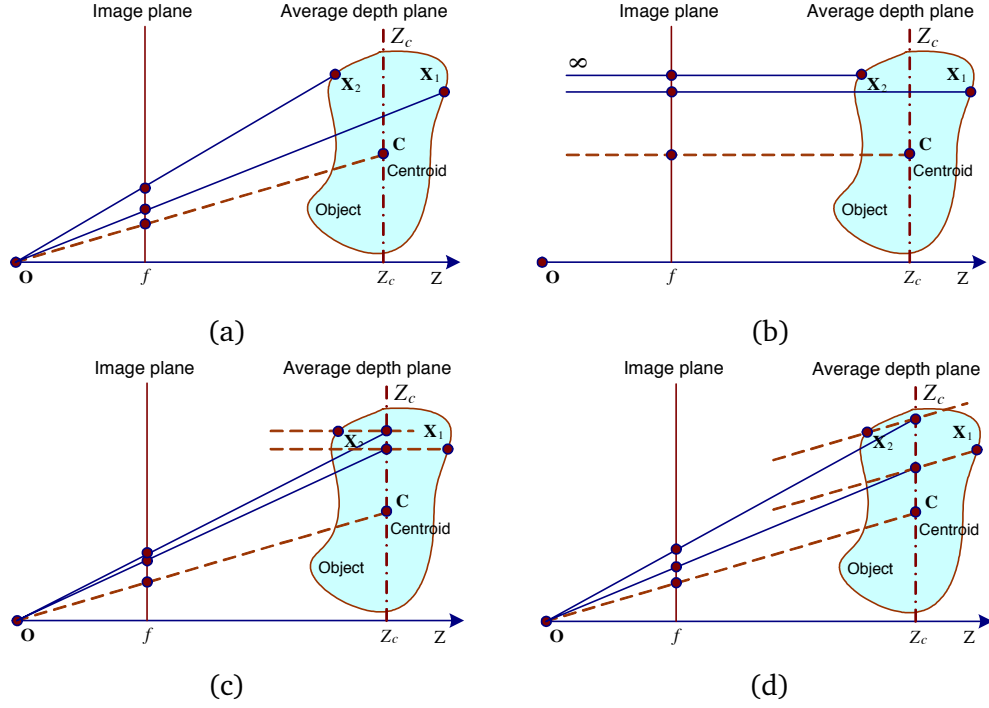 Image plane
Average depth plane
Z_c
X_2
X_1
C
Centroid
Object
O
f
Z_c
Z
(a)
Image plane
Average depth plane
Z_c
∞
X_2
X_1
C
Centroid
Object
O
f
Z_c
Z
(b)
Image plane
Average depth plane
Z_c
X_2
X_1
C
Centroid
Object
O
f
Z_c
Z
(c)
Image plane
Average depth plane
Z_c
X_2
X_1
C
Centroid
Object
O
f
Z_c
Z
(d)